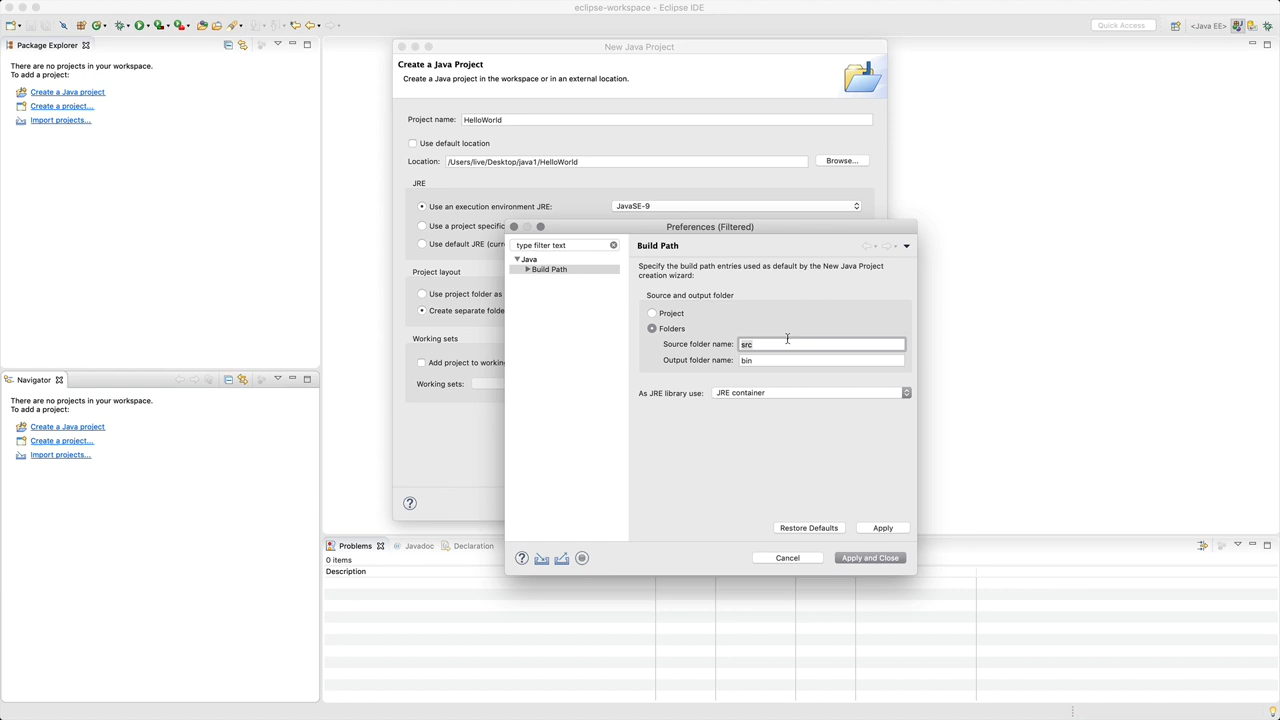 eclipse-workspace - Eclipse IDE
Quick Access
<Java EE>
Package Explorer
There are no projects in your workspace.
To add a project:
Create a Java project
Create a project...
Import projects...
Navigator
There are no projects in your workspace.
To add a project:
Create a Java project
Create a project...
Import projects...
New Java Project
Create a Java Project
Create a Java project in the workspace or in an external location.
Project name: HelloWorld
Use default location
Location: /Users/live/Desktop/java1/HelloWorld Browse...
JRE
Use an execution environment JRE: JavaSE-9
Use a project specific
Use default JRE (curre
Project layout
Use project folder as
Create separate folde
Working sets
Add project to working
Working sets:
Preferences (Filtered)
type filter text
Java
Build Path
Build Path
Specify the build path entries used as default by the New Java Project
creation wizard:
Source and output folder
Project
Folders
Source folder name: src
Output folder name: bin
As JRE library use: JRE container
Restore Defaults Apply
Cancel Apply and Close
Problems Javadoc Declaration
0 items
Description